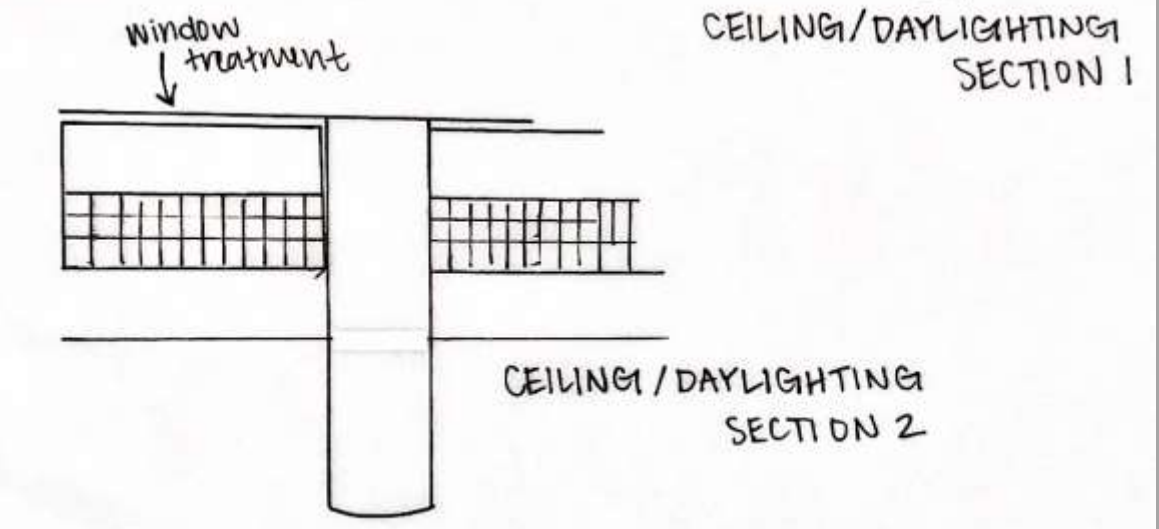 window
treatment
CEILING/DAYLIGHTING
SECTION 1
CEILING/DAYLIGHTING
SECTION 2